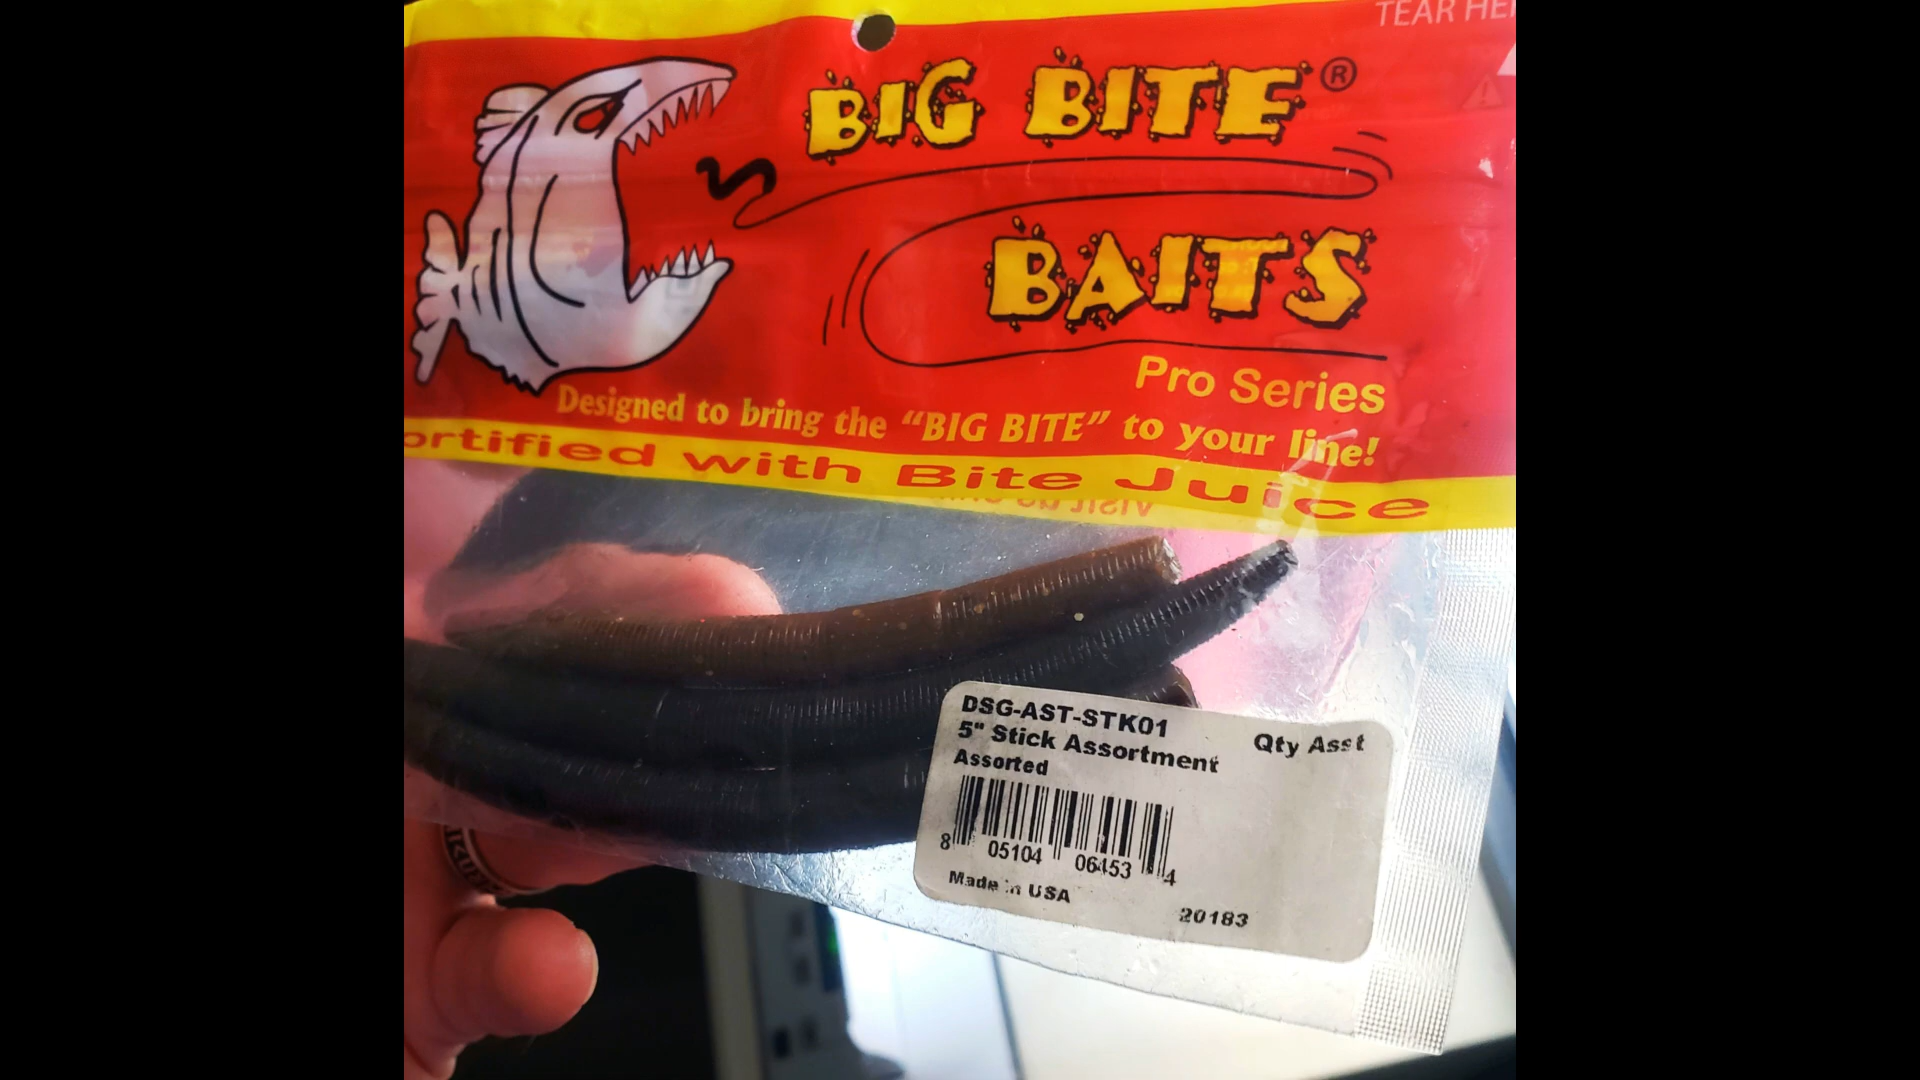 TEAR HE
BIG BITE®
BAITS
Pro Series
Designed to bring the “BIG BITE” to your line!
ortified with Bite Juice
DSG-AST-STK01
5" Stick Assortment
Qty Asst
Assorted
8 05104 06453 4
Made in USA
20183